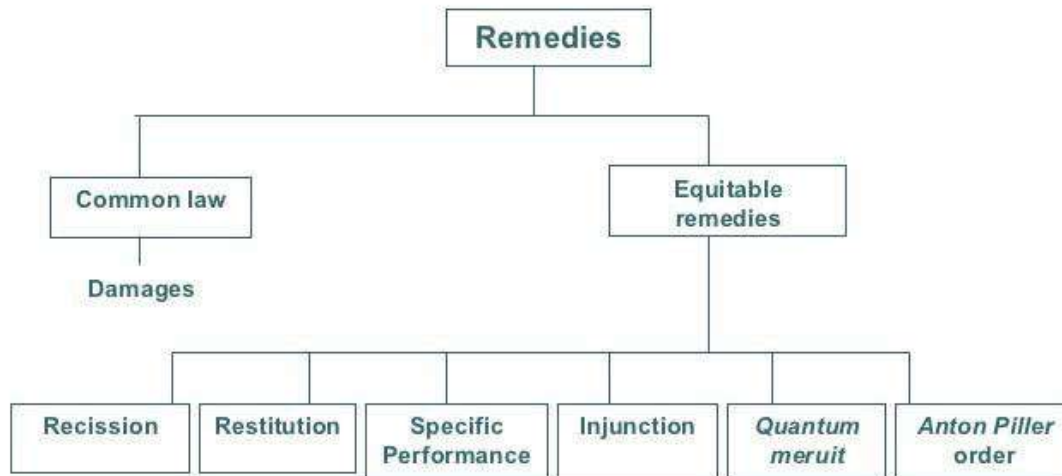 Remedies
Common law
Equitable
remedies
Damages
Recission
Restitution
Specific
Performance
Injunction
Quantum
meruit
Anton Piller
order